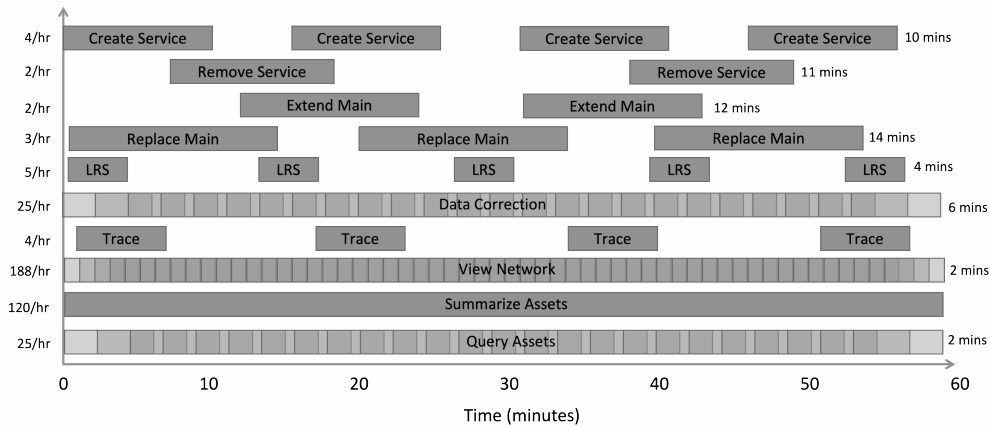 4/hr Create Service Create Service Create Service Create Service 10 mins
2/hr Remove Service Remove Service 11 mins
2/hr Extend Main Extend Main 12 mins
3/hr Replace Main Replace Main Replace Main 14 mins
5/hr LRS LRS LRS LRS LRS 4 mins
25/hr Data Correction 6 mins
4/hr Trace Trace Trace Trace
188/hr View Network 2 mins
120/hr Summarize Assets
25/hr Query Assets 2 mins
0 10 20 30 40 50 60
Time (minutes)